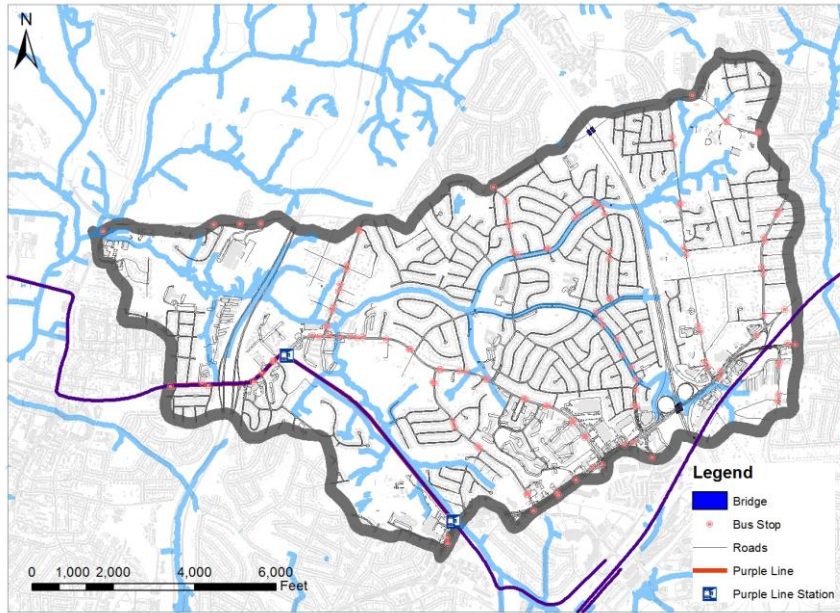 N
Legend
Bridge
Bus Stop
Roads
Purple Line
Purple Line Station
0 1,000 2,000 4,000 6,000
Feet